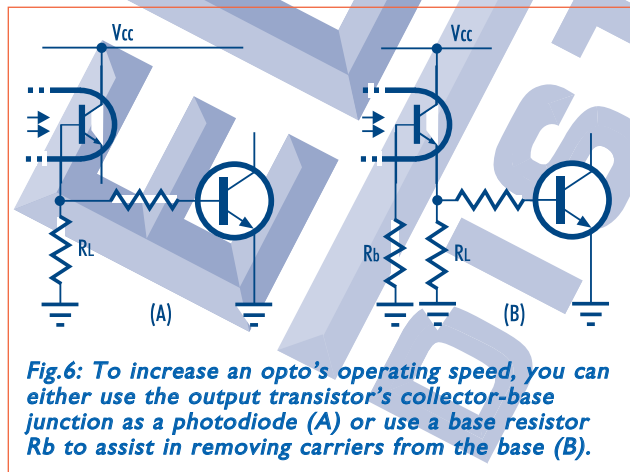 Vcc
Vcc
RL
Rb
RL
(A)
(B)
Fig.6: To increase an opto's operating speed, you can
either use the output transistor's collector-base
junction as a photodiode (A) or use a base resistor
Rb to assist in removing carriers from the base (B).